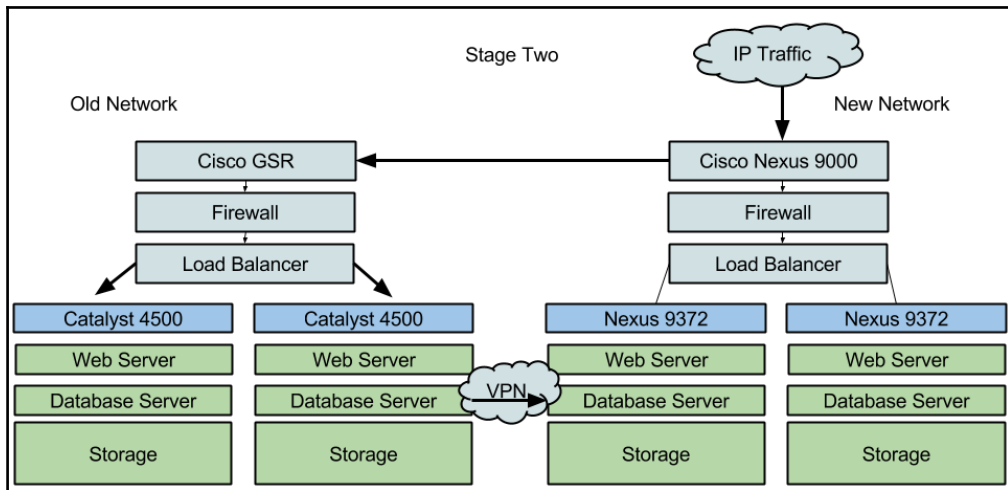 Stage Two
IP Traffic
Old Network
New Network
Cisco GSR
Cisco Nexus 9000
Firewall
Firewall
Load Balancer
Load Balancer
Catalyst 4500
Catalyst 4500
Nexus 9372
Nexus 9372
Web Server
Web Server
Web Server
Web Server
VPN
Database Server
Database Server
Database Server
Database Server
Storage
Storage
Storage
Storage